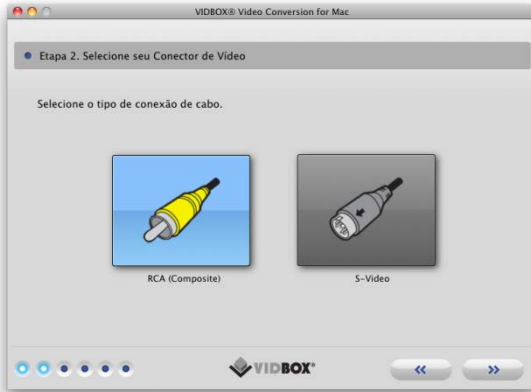 VIDBOX® Video Conversion for Mac
Etapa 2. Selecione seu Conector de Vídeo
Selecione o tipo de conexão de cabo.
RCA (Composite)
S-Video
VIDBOX®